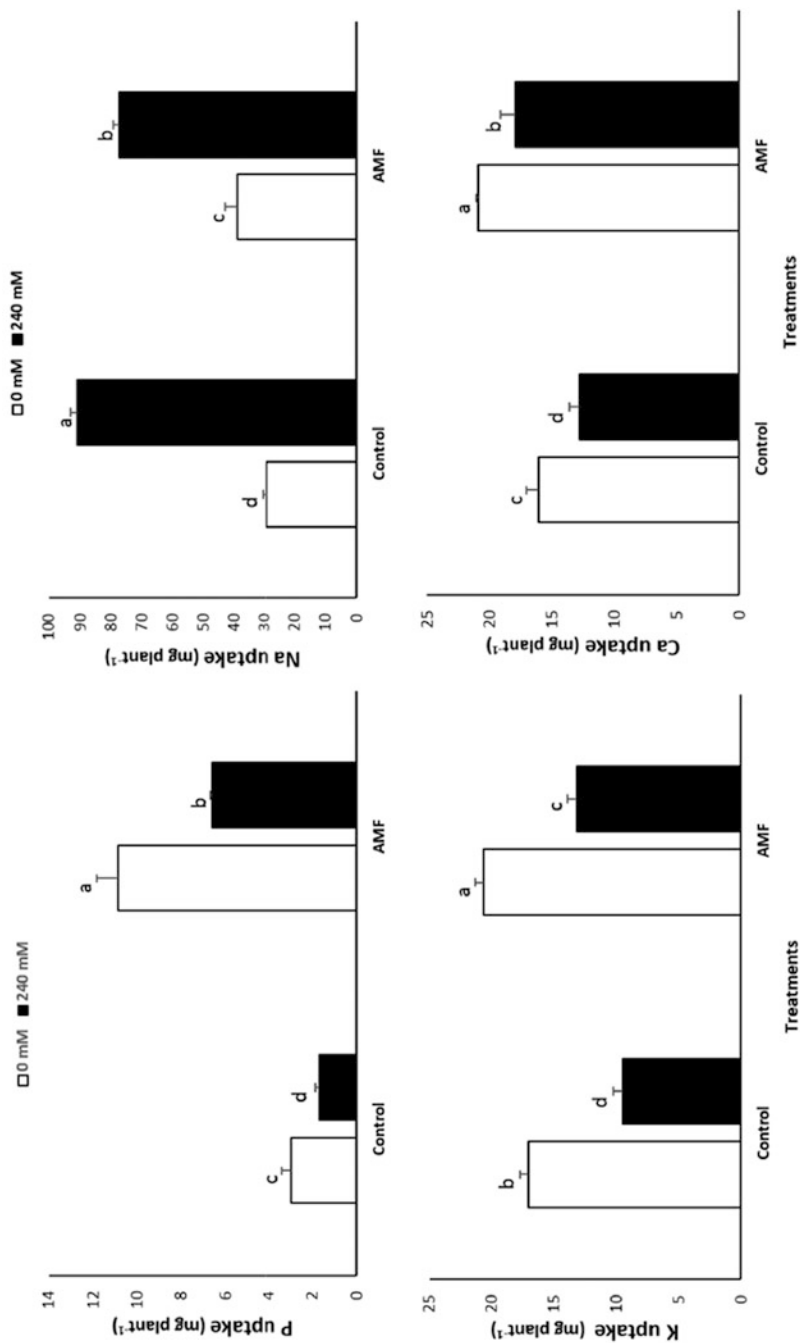 □ 0 mM ■ 240 mM
P uptake (mg plant⁻¹)
14
12
10
8
6
4
2
0
c
d
a
b
Control
AMF
□ 0 mM ■ 240 mM
Na uptake (mg plant⁻¹)
100
90
80
70
60
50
40
30
20
10
0
d
a
c
b
Control
AMF
K uptake (mg plant⁻¹)
25
20
15
10
5
0
b
d
a
c
Control
AMF
Treatments
Ca uptake (mg plant⁻¹)
25
20
15
10
5
0
c
d
a
b
Control
AMF
Treatments